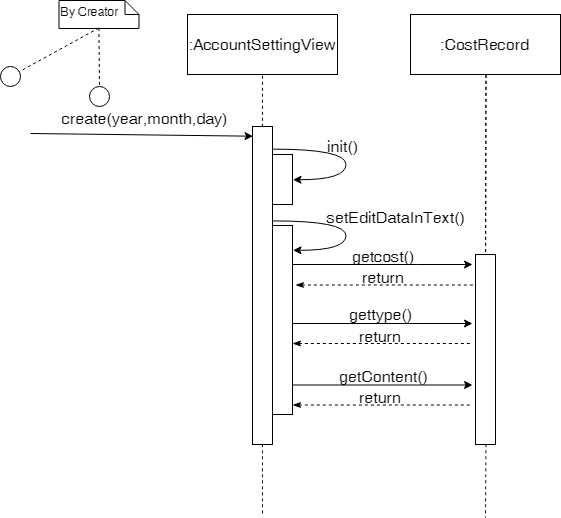 By Creator
:AccountSettingView
:CostRecord
create(year,month,day)
init()
setEditDataInText()
getcost()
return
gettype()
return
getContent()
return